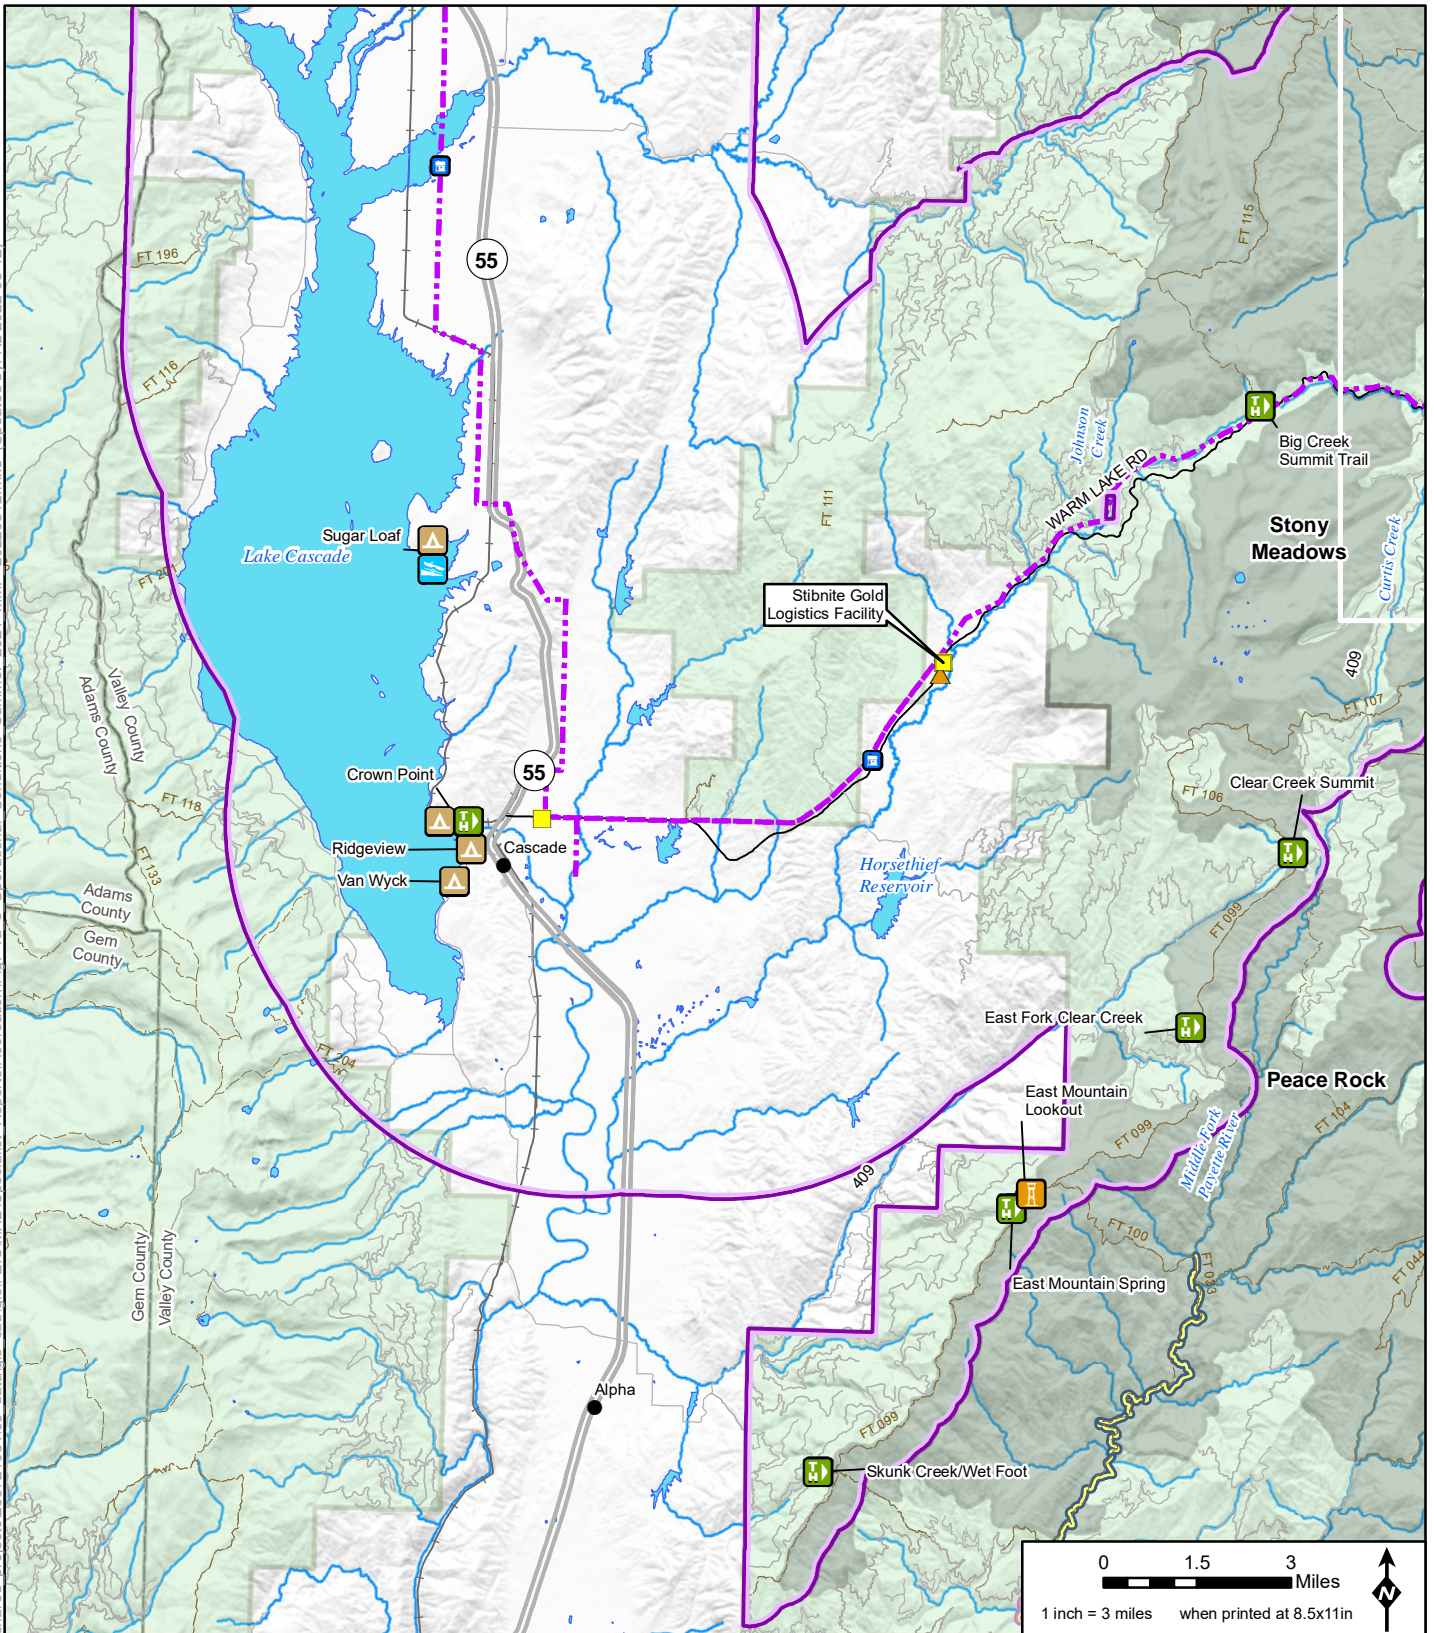 FT 115
55
FT 196
FT 116
Johnson
Creek
Big Creek
Summit Trail
WARM LAKE RD
FT 111
Stony
Meadows
Sugar Loaf
Lake Cascade
Curtis Creek
FT 201
Stibnite Gold
Logistics Facility
409
Valley County
Adams County
FT 107
Crown Point
55
Clear Creek Summit
FT 106
FT 118
Ridgeview
Cascade
FT 133
Van Wyck
Horsethief
Reservoir
Adams
County
FT 099
Gem
County
East Fork Clear Creek
FT 204
Peace Rock
East Mountain
Lookout
FT 104
FT 099
Middle Fork
Payette River
409
FT 100
Gem County
Valley County
FT 033
FT 044
East Mountain Spring
Alpha
FT 099
Skunk Creek/Wet Foot
0 1.5 3
Miles
1 inch = 3 miles when printed at 8.5x11in
N